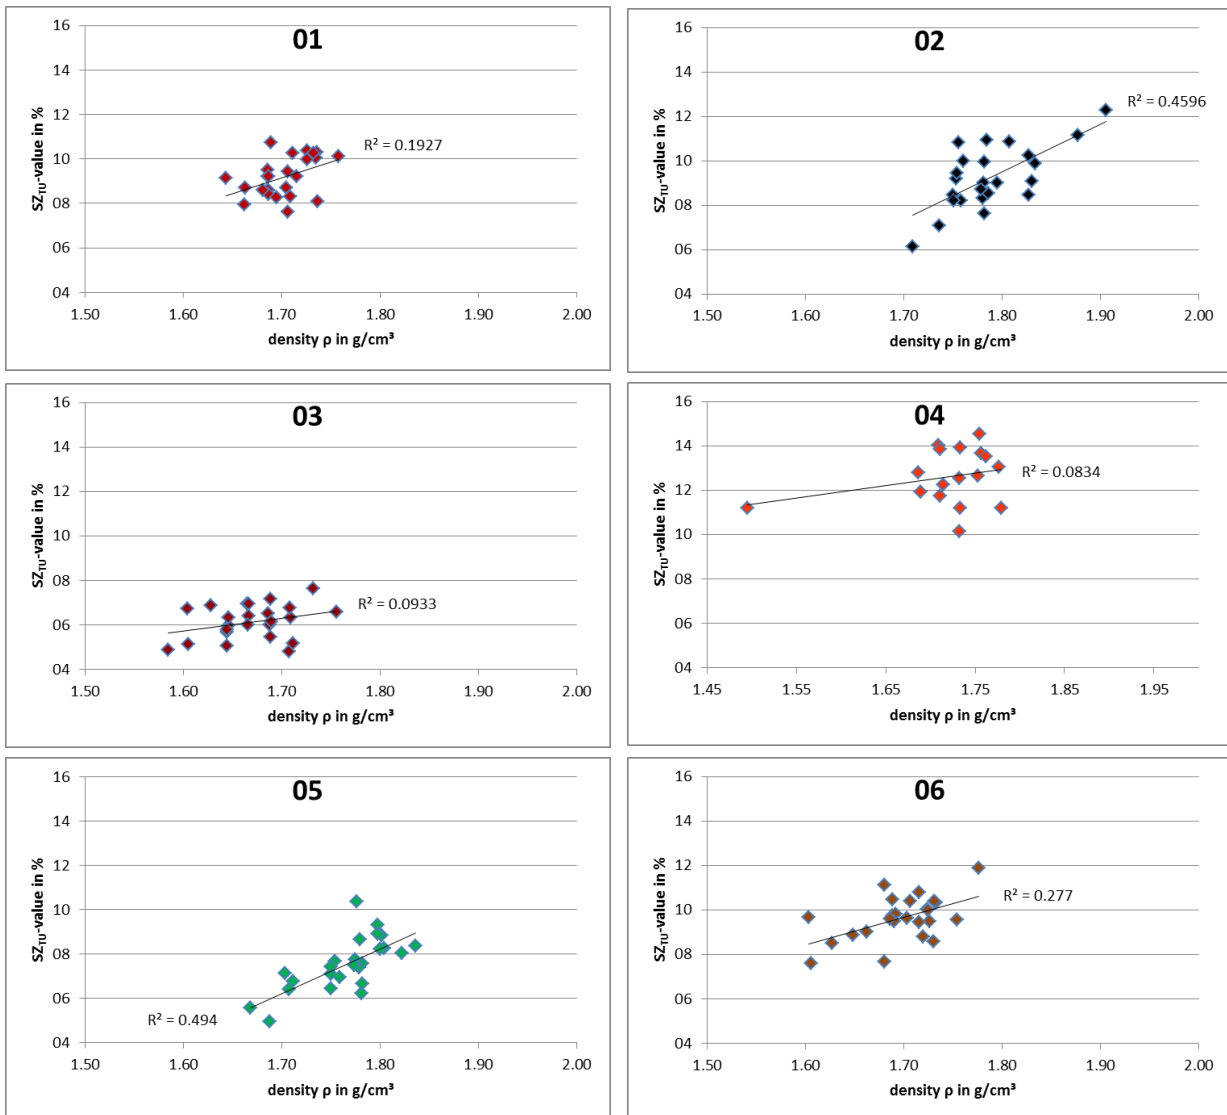 01
SZTU-value in %
16
14
12
10
08
06
04
R² = 0.1927
1.50 1.60 1.70 1.80 1.90 2.00
density ρ in g/cm³
02
SZTU-value in %
16
14
12
10
08
06
04
R² = 0.4596
1.50 1.60 1.70 1.80 1.90 2.00
density ρ in g/cm³
03
SZTU-value in %
16
14
12
10
08
06
04
R² = 0.0933
1.50 1.60 1.70 1.80 1.90 2.00
density ρ in g/cm³
04
SZTU-value in %
16
14
12
10
08
06
04
R² = 0.0834
1.45 1.55 1.65 1.75 1.85 1.95
density ρ in g/cm³
05
SZTU-value in %
16
14
12
10
08
06
04
R² = 0.494
1.50 1.60 1.70 1.80 1.90 2.00
density ρ in g/cm³
06
SZTU-value in %
16
14
12
10
08
06
04
R² = 0.277
1.50 1.60 1.70 1.80 1.90 2.00
density ρ in g/cm³